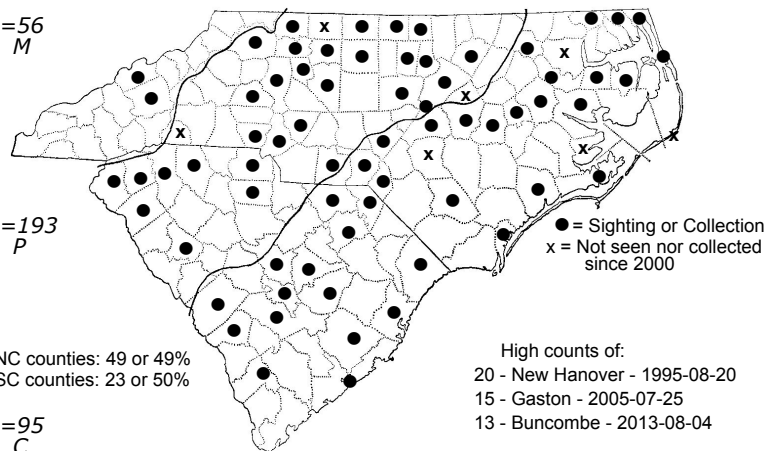 =56
M
=193
P
● = Sighting or Collection
x = Not seen nor collected
since 2000
NC counties: 49 or 49%
SC counties: 23 or 50%
High counts of:
20 - New Hanover - 1995-08-20
15 - Gaston - 2005-07-25
13 - Buncombe - 2013-08-04
=95
C